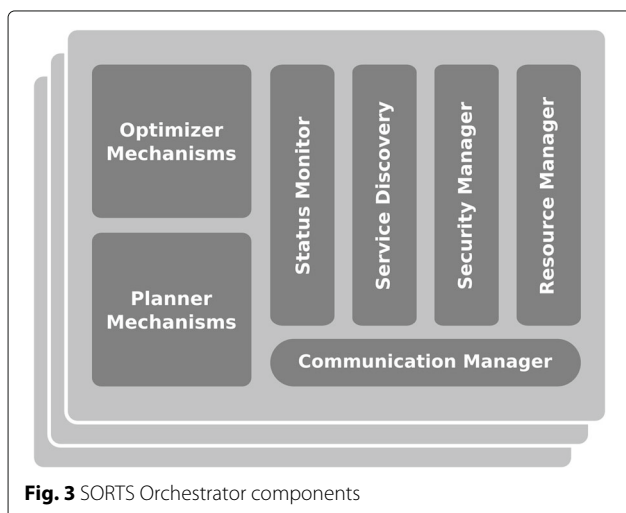 Optimizer
Mechanisms
Planner
Mechanisms
Status Monitor
Service Discovery
Security Manager
Resource Manager
Communication Manager
Fig. 3 SORTS Orchestrator components